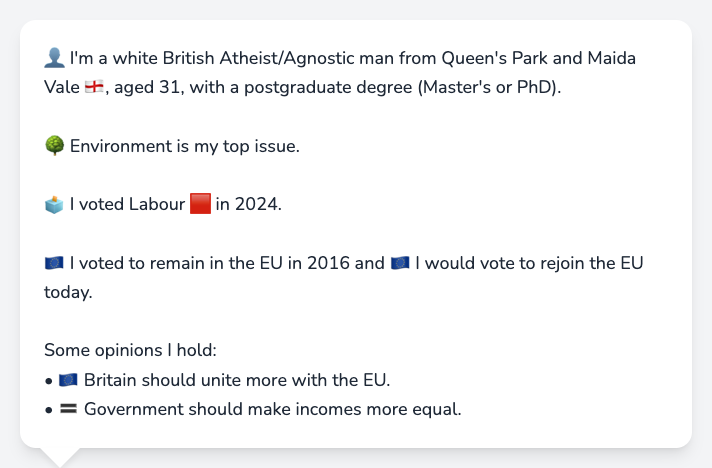 👤 I'm a white British Atheist/Agnostic man from Queen's Park and Maida
Vale 🏴󠁧󠁢󠁥󠁮󠁧󠁿, aged 31, with a postgraduate degree (Master's or PhD).
🌳 Environment is my top issue.
🗳️ I voted Labour 🟥 in 2024.
🇪🇺 I voted to remain in the EU in 2016 and 🇪🇺 I would vote to rejoin the EU
today.
Some opinions I hold:
• 🇪🇺 Britain should unite more with the EU.
• 🟰 Government should make incomes more equal.